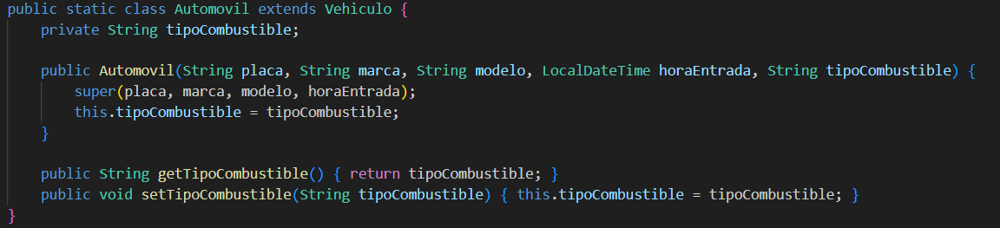 public static class Automovil extends Vehiculo {
    private String tipoCombustible;

    public Automovil(String placa, String marca, String modelo, LocalDateTime horaEntrada, String tipoCombustible) {
        super(placa, marca, modelo, horaEntrada);
        this.tipoCombustible = tipoCombustible;
    }

    public String getTipoCombustible() { return tipoCombustible; }
    public void setTipoCombustible(String tipoCombustible) { this.tipoCombustible = tipoCombustible; }
}